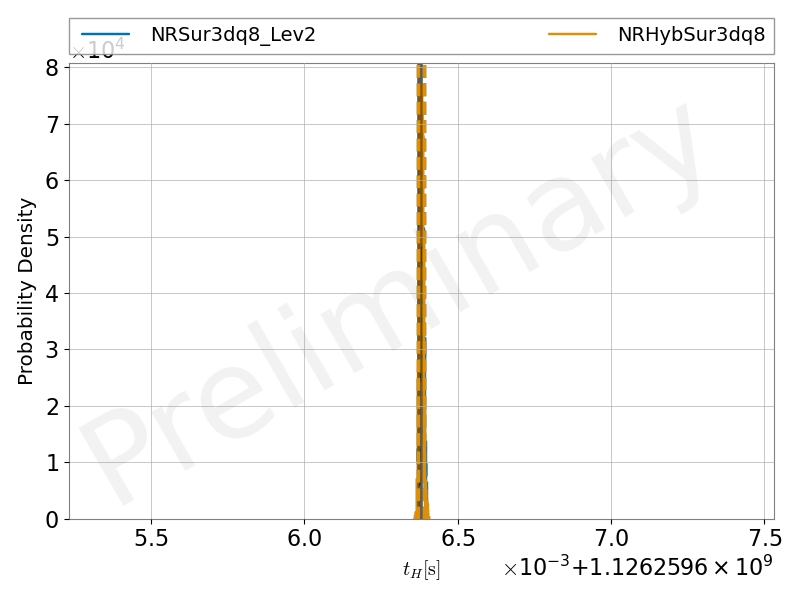 NRSur3dq8_Lev2 NRHybSur3dq8
×10⁴
8
7
6
5
4
3
2
1
0
Probability Density
Preliminary
5.5 6.0 6.5 7.0 7.5
t_H[s]
×10⁻³+1.1262596 × 10⁹